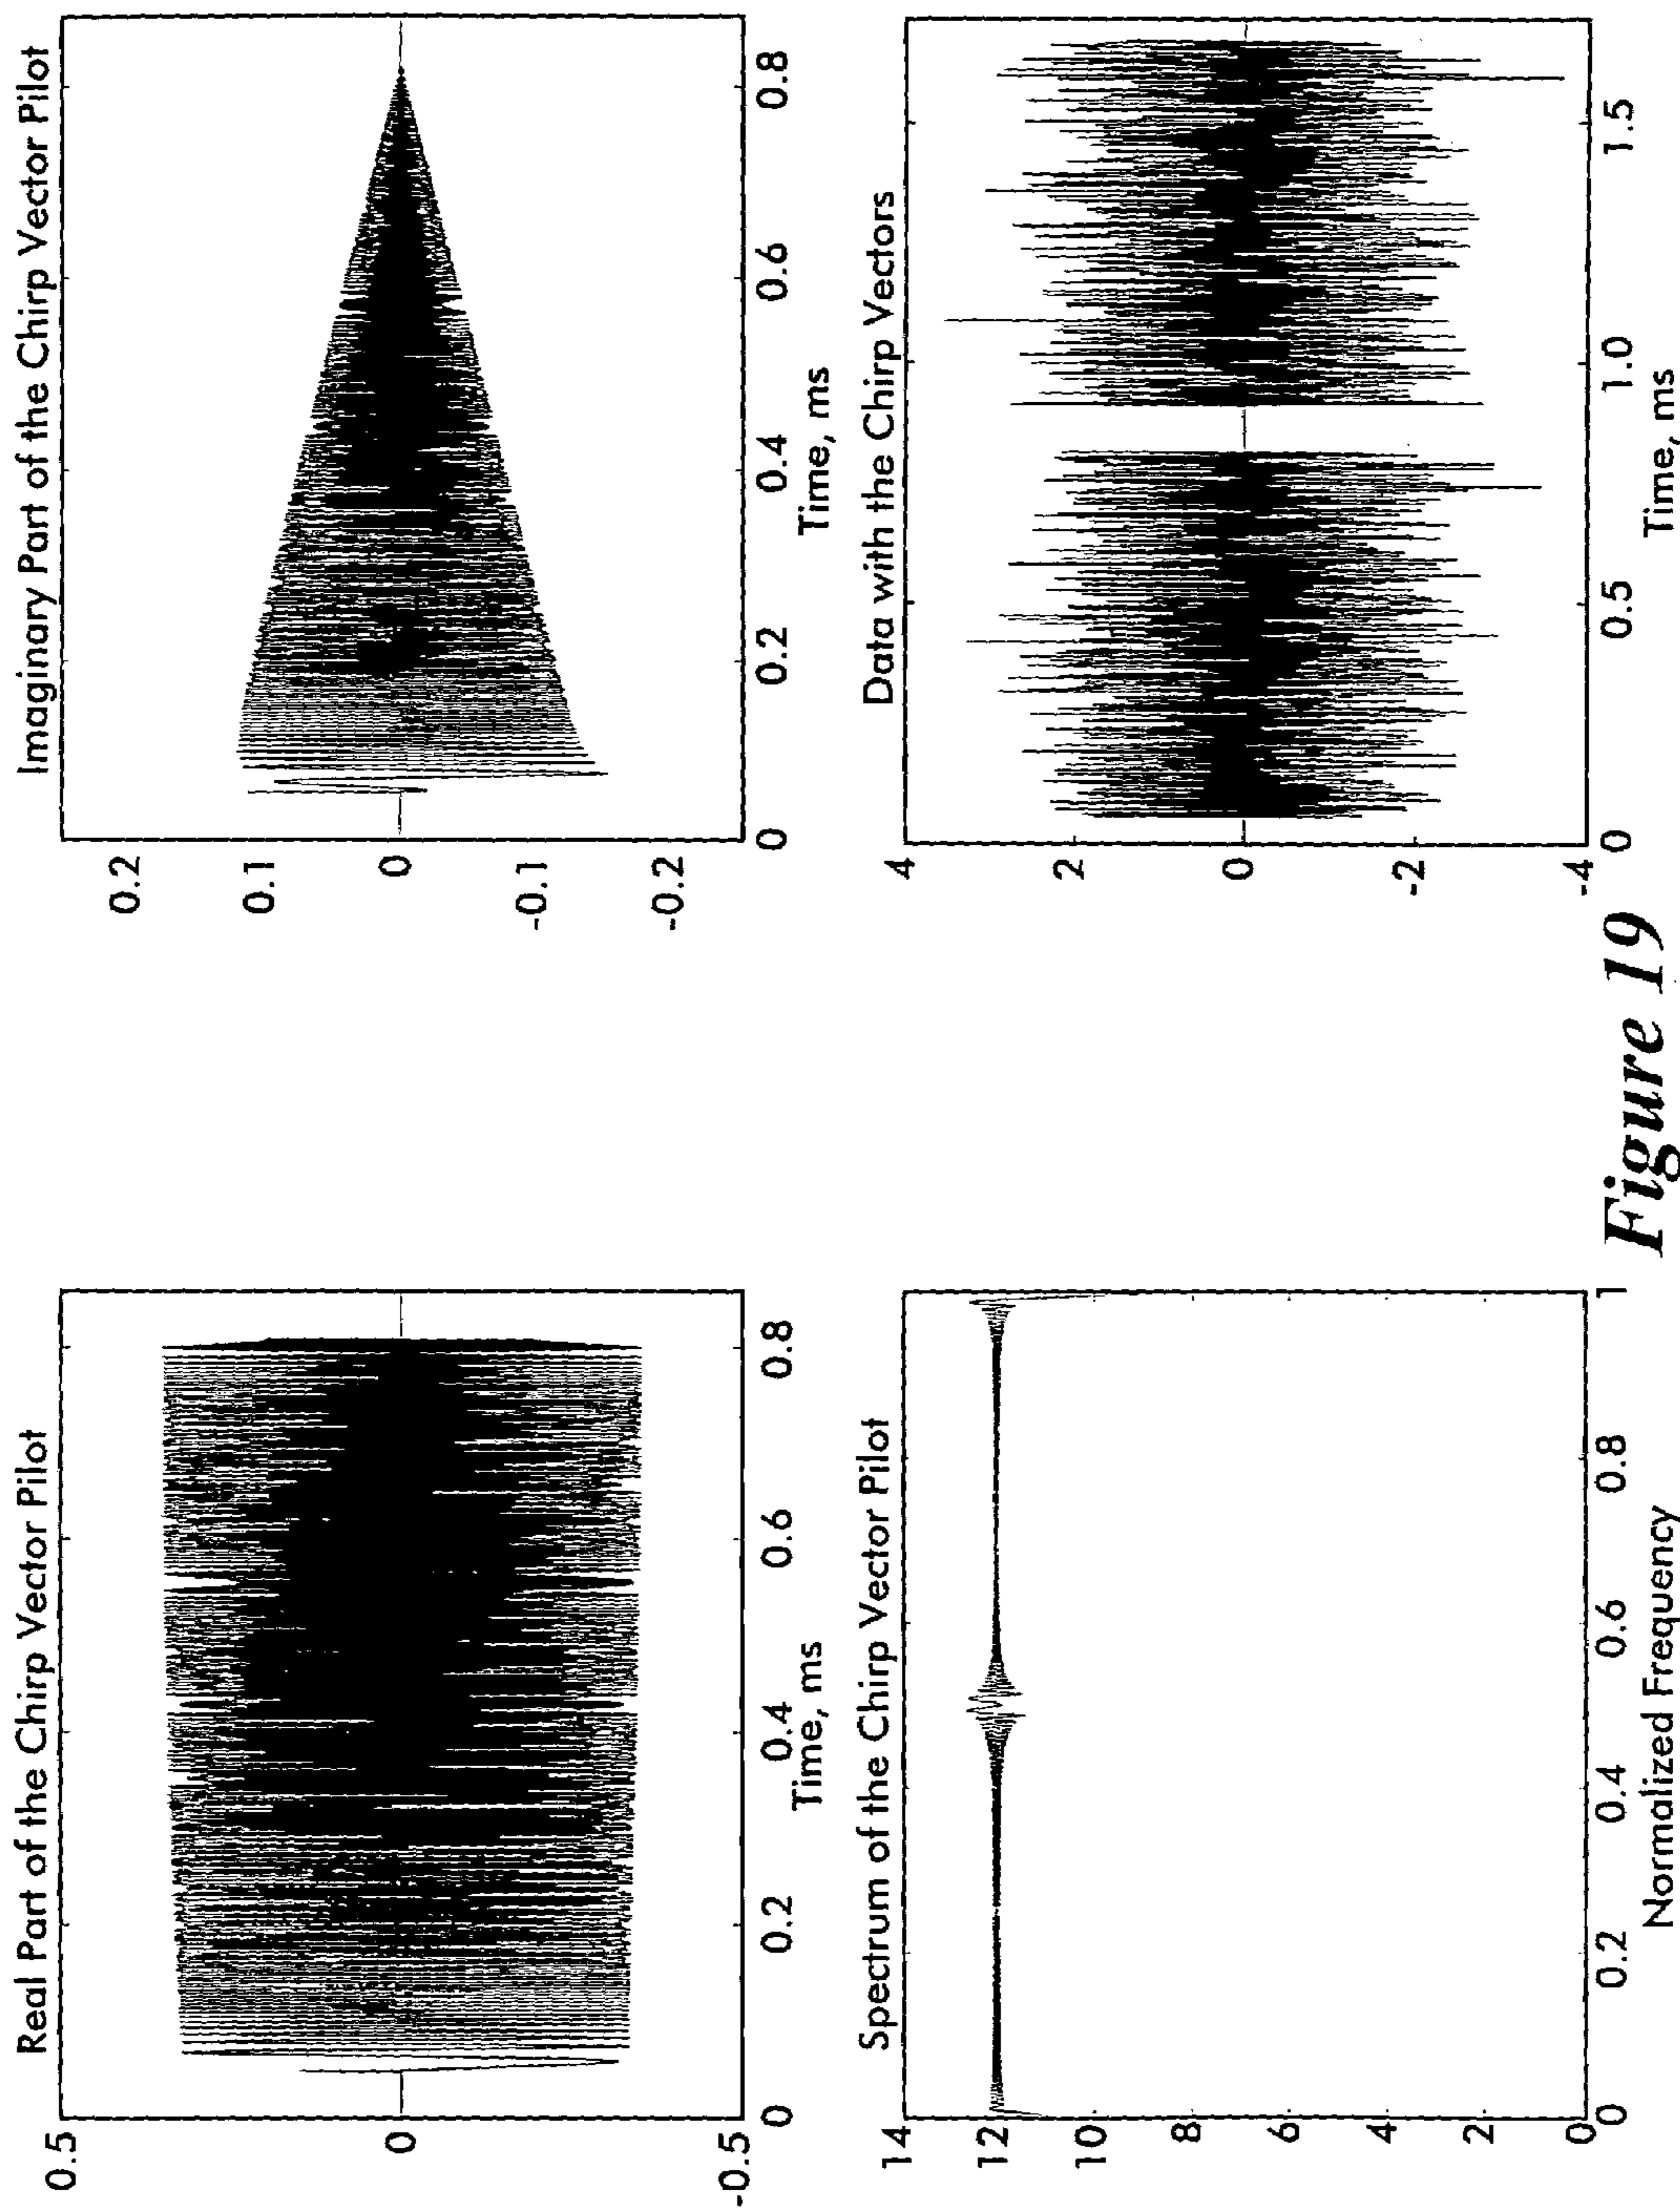 Real Part of the Chirp Vector Pilot
0.5
0
-0.5
0 0.2 0.4 0.6 0.8
Time, ms
Imaginary Part of the Chirp Vector Pilot
0.2
0.1
0
-0.1
-0.2
0 0.2 0.4 0.6 0.8
Time, ms
Spectrum of the Chirp Vector Pilot
14
12
10
8
6
4
2
0
0 0.2 0.4 0.6 0.8 1
Normalized Frequency
Data with the Chirp Vectors
4
2
0
-2
-4
0 0.5 1.0 1.5
Time, ms
Figure 19